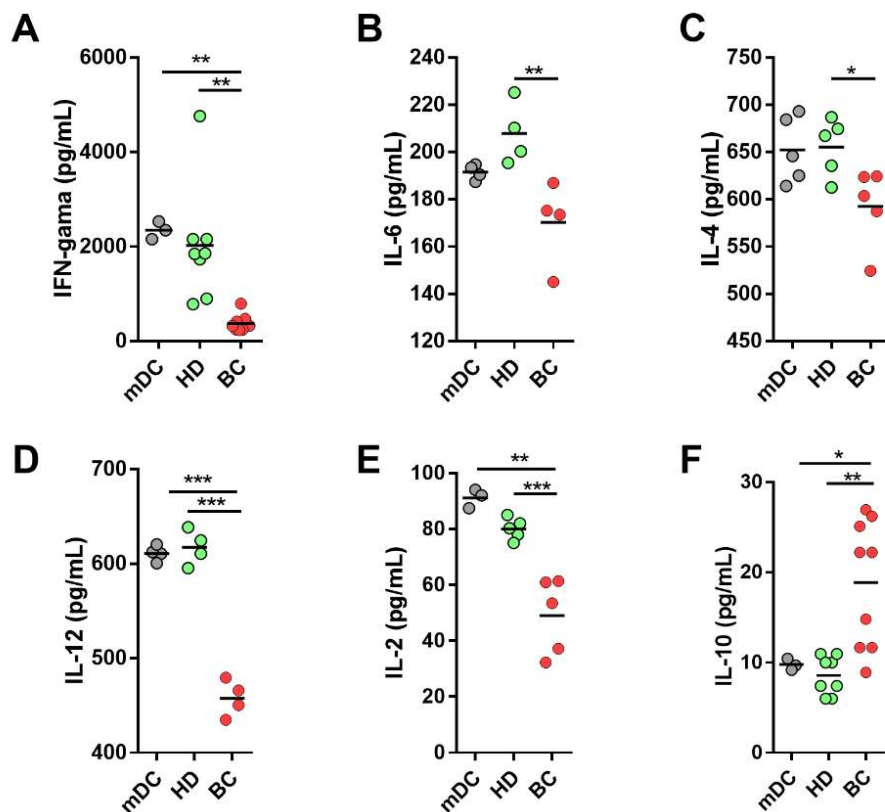 A
IFN-gama (pg/mL)
6000
4000
2000
0
**
**
mDC
HD
BC
B
IL-6 (pg/mL)
240
220
200
180
160
140
120
**
mDC
HD
BC
C
IL-4 (pg/mL)
750
700
650
600
550
500
450
*
mDC
HD
BC
D
IL-12 (pg/mL)
700
600
500
400
***
***
mDC
HD
BC
E
IL-2 (pg/mL)
100
80
60
40
20
0
**
***
mDC
HD
BC
F
IL-10 (pg/mL)
30
20
10
0
*
**
mDC
HD
BC